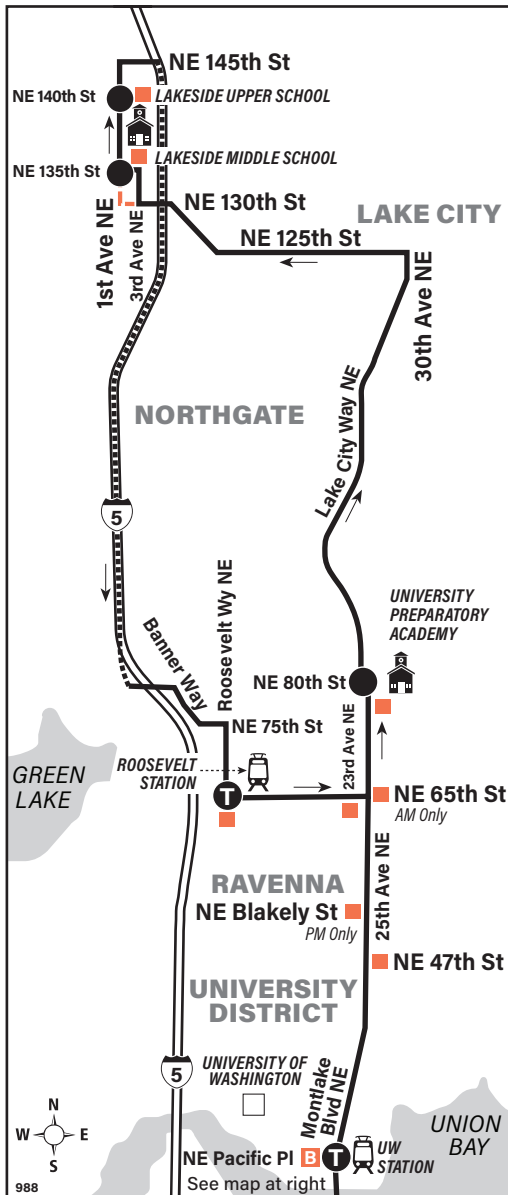 NE 145th St
NE 140th St
LAKESIDE UPPER SCHOOL
LAKESIDE MIDDLE SCHOOL
NE 135th St
NE 130th St
LAKE CITY
1st Ave NE
3rd Ave NE
NE 125th St
30th Ave NE
NORTHGATE
Lake City Way NE
5
UNIVERSITY
PREPARATORY
ACADEMY
Banner Way
Roosevelt Wy NE
NE 80th St
NE 75th St
23rd Ave NE
ROOSEVELT
STATION
GREEN
LAKE
T
NE 65th St
AM Only
25th Ave NE
RAVENNA
NE Blakely St
PM Only
NE 47th St
UNIVERSITY
DISTRICT
UNIVERSITY OF
WASHINGTON
5
Montlake
Blvd NE
UNION
BAY
N
W E
S
NE Pacific Pl B T
UW
STATION
See map at right
988